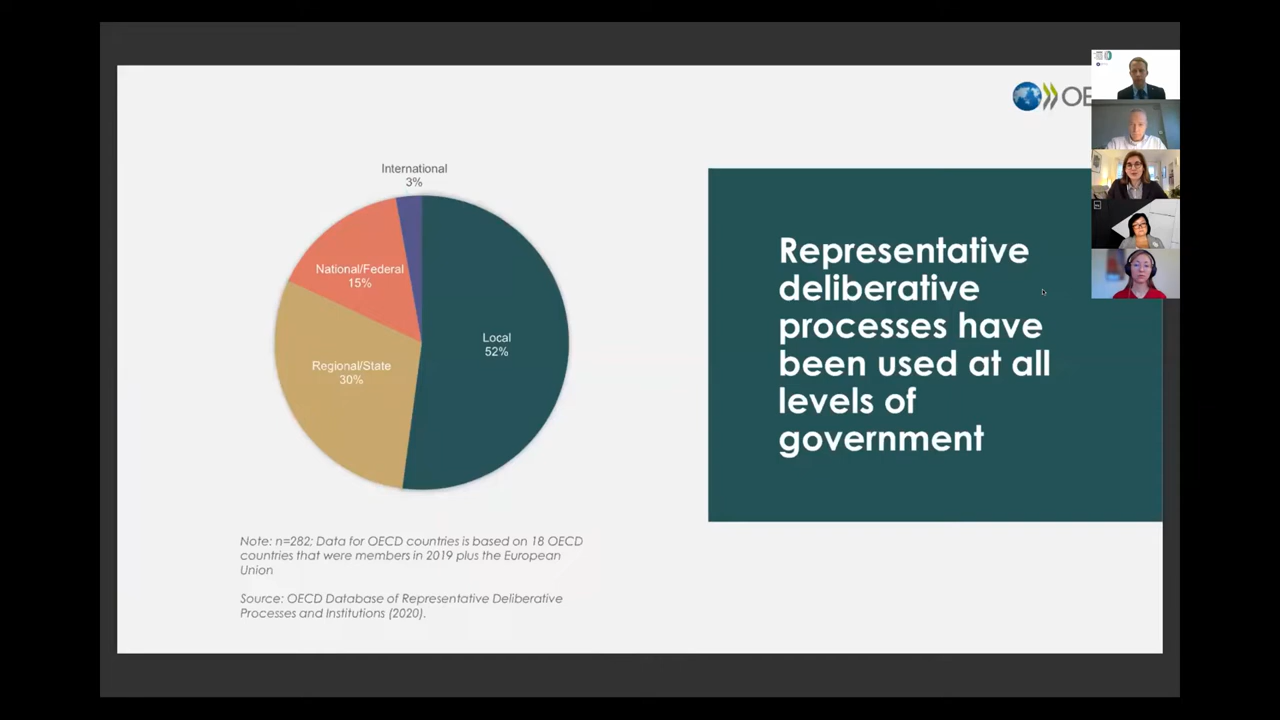 International
3%
National/Federal
15%
Local
52%
Regional/State
30%
Representative
deliberative
processes have
been used at all
levels of
government
Note: n=282; Data for OECD countries is based on 18 OECD
countries that were members in 2019 plus the European
Union
Source: OECD Database of Representative Deliberative
Processes and Institutions (2020).